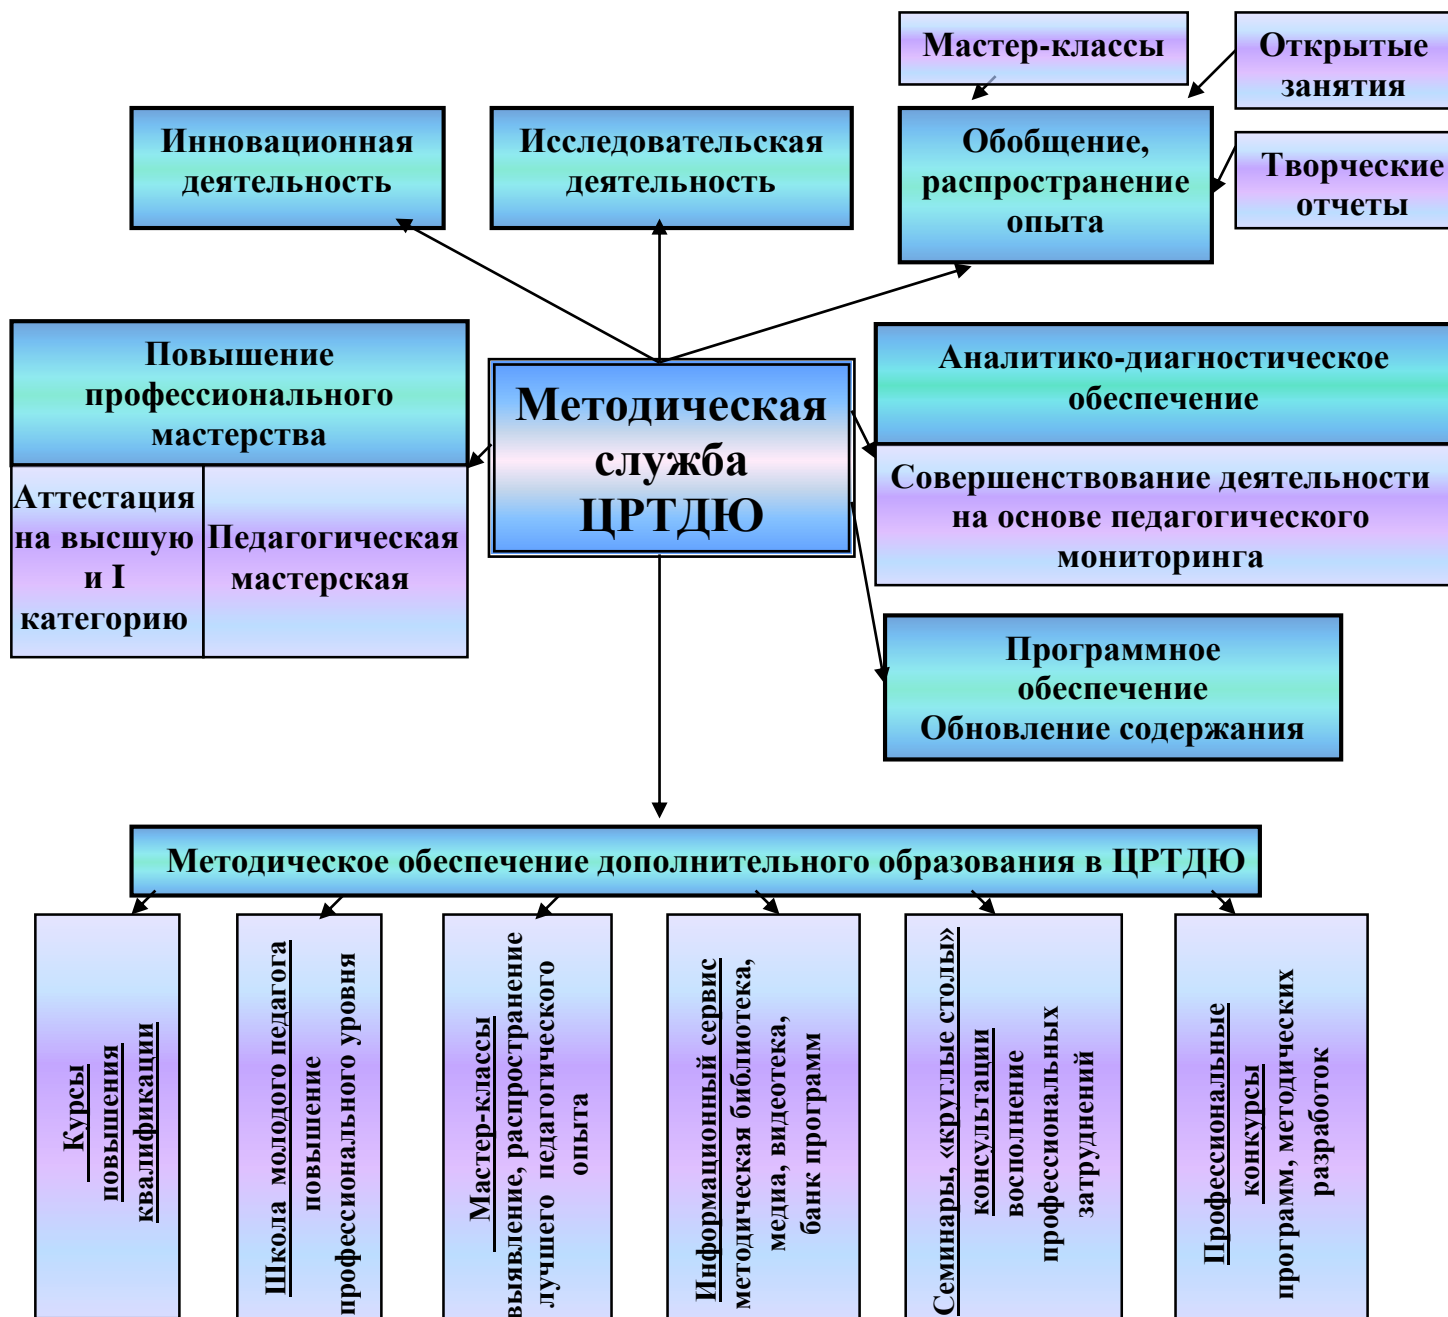 Мастер-классы
Открытые
занятия
Инновационная
деятельность
Исследовательская
деятельность
Обобщение,
распространение
опыта
Творческие
отчеты
Повышение
профессионального
мастерства
Аттестация
на высшую
и I
категорию
Педагогическая
мастерская
Методическая
служба
ЦРТДЮ
Аналитико-диагностическое
обеспечение
Совершенствование деятельности
на основе педагогического
мониторинга
Программное
обеспечение
Обновление содержания
Методическое обеспечение дополнительного образования в ЦРТДЮ
Курсы
повышения
квалификации
Школа молодого педагога
повышение
профессионального уровня
Мастер-классы
выявление, распространение
лучшего педагогического
опыта
Информационный сервис
методическая библиотека,
медиа, видеотека,
банк программ
Семинары, «круглые столы»
консультации
восполнение
профессиональных
затруднений
Профессиональные
конкурсы
программ, методических
разработок